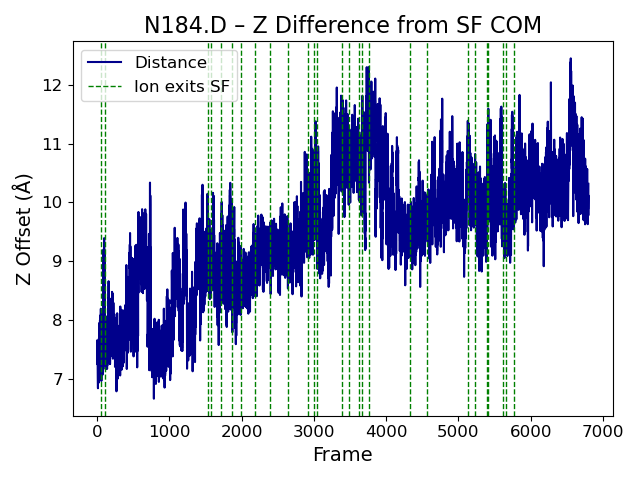 N184.D – Z Difference from SF COM
Distance
Ion exits SF
Z Offset (Å)
12
11
10
9
8
7
0 1000 2000 3000 4000 5000 6000 7000
Frame